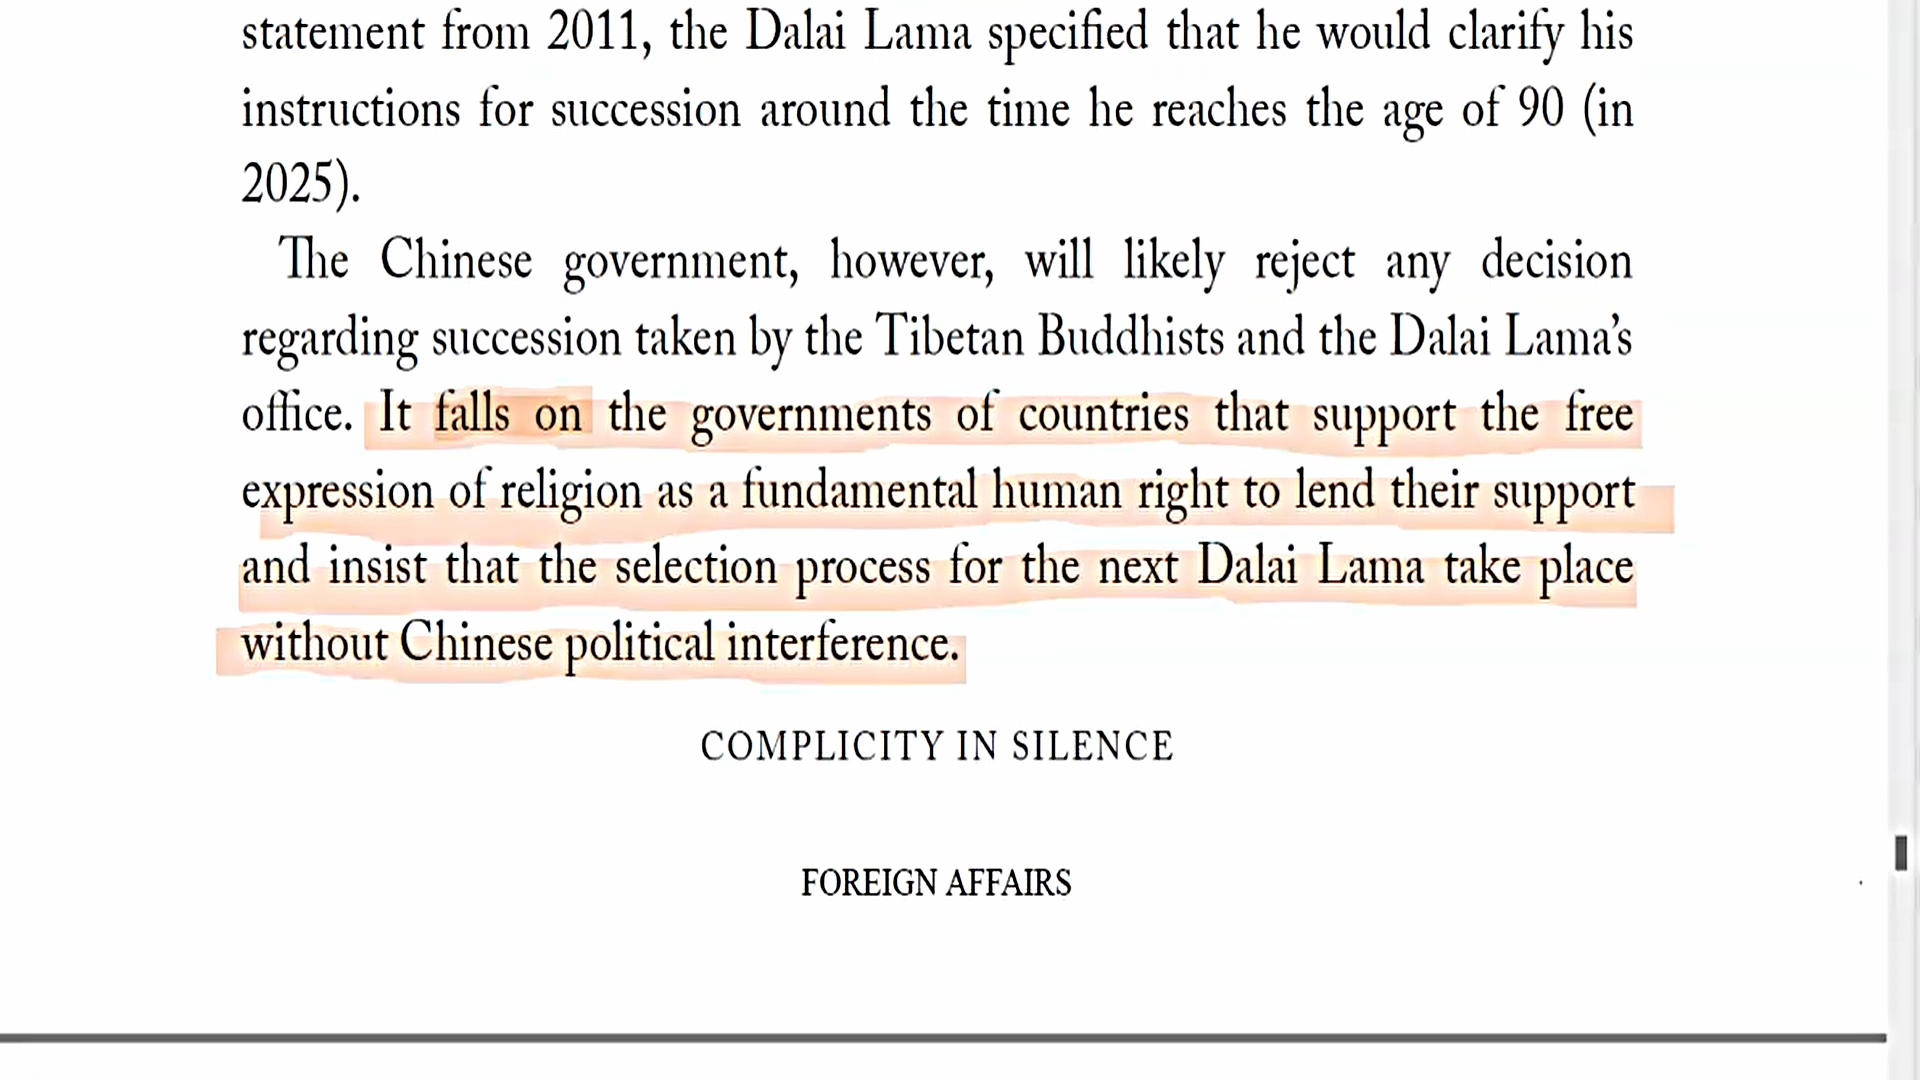 statement from 2011, the Dalai Lama specified that he would clarify his
instructions for succession around the time he reaches the age of 90 (in
2025).
The Chinese government, however, will likely reject any decision
regarding succession taken by the Tibetan Buddhists and the Dalai Lama’s
office. It falls on the governments of countries that support the free
expression of religion as a fundamental human right to lend their support
and insist that the selection process for the next Dalai Lama take place
without Chinese political interference.
COMPLICITY IN SILENCE
FOREIGN AFFAIRS